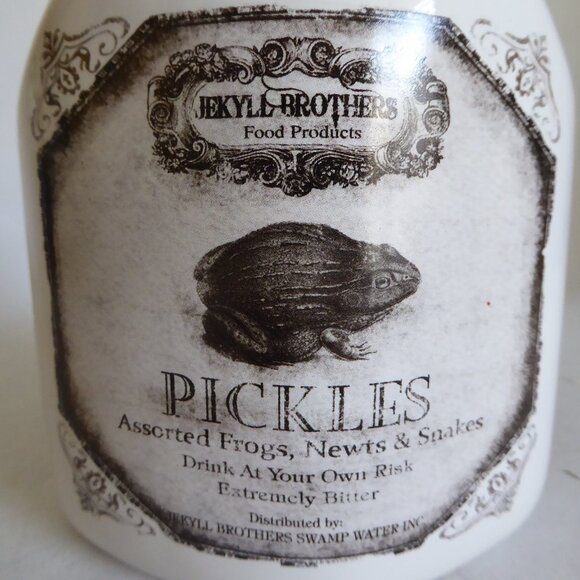 JEKYLL BROTHERS
Food Products
PICKLES
Assorted Frogs, Newts & Snakes
Drink At Your Own Risk
Extremely Bitter
Distributed by:
JEKYLL BROTHERS SWAMP WATER INC